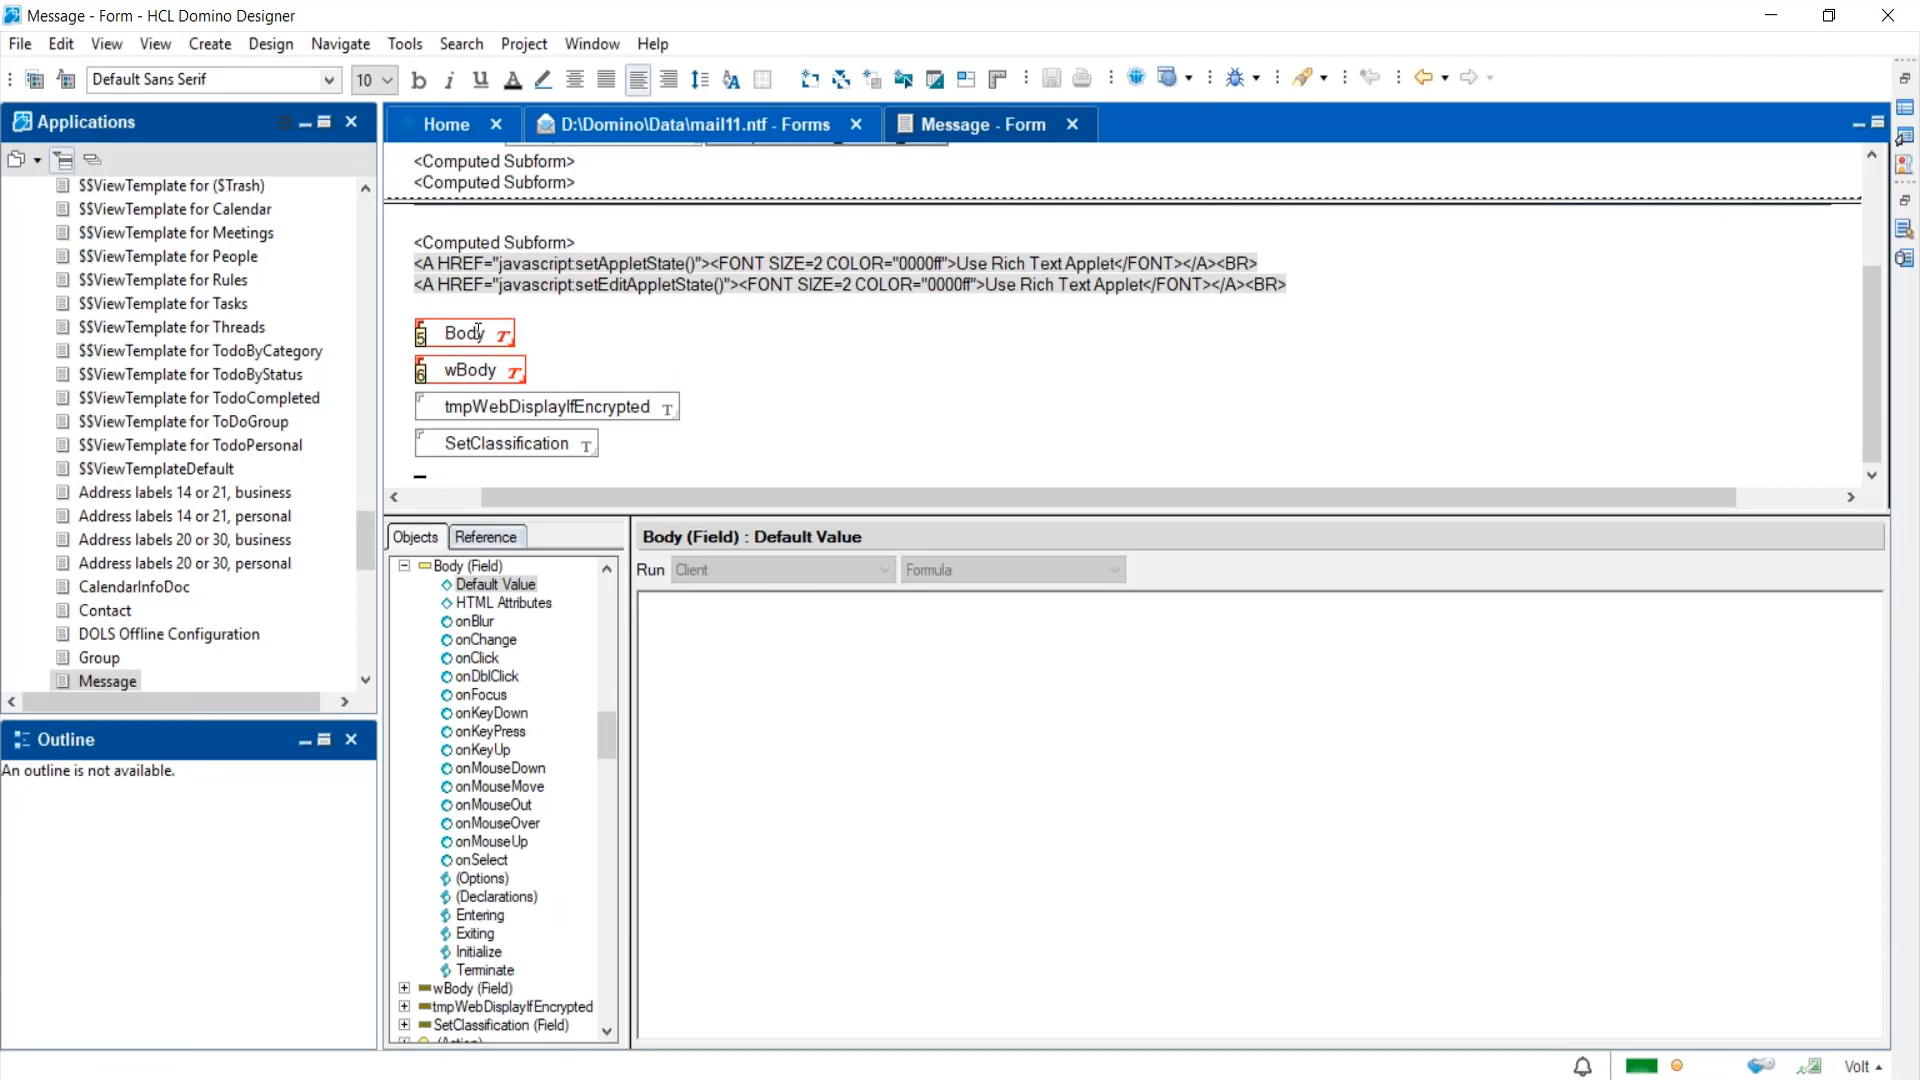 Message - Form - HCL Domino Designer
File Edit View View Create Design Navigate Tools Search Project Window Help
Default Sans Serif 10 b i U A
Applications
$$ViewTemplate for ($Trash)
$$ViewTemplate for Calendar
$$ViewTemplate for Meetings
$$ViewTemplate for People
$$ViewTemplate for Rules
$$ViewTemplate for Tasks
$$ViewTemplate for Threads
$$ViewTemplate for TodoByCategory
$$ViewTemplate for TodoByStatus
$$ViewTemplate for TodoCompleted
$$ViewTemplate for ToDoGroup
$$ViewTemplate for TodoPersonal
$$ViewTemplateDefault
Address labels 14 or 21, business
Address labels 14 or 21, personal
Address labels 20 or 30, business
Address labels 20 or 30, personal
CalendarInfoDoc
Contact
DOLS Offline Configuration
Group
Message
Outline
An outline is not available.
Home
D:\Domino\Data\mail11.ntf - Forms
Message - Form
<Computed Subform>
<Computed Subform>
<Computed Subform>
<A HREF="javascript:setAppletState()"><FONT SIZE=2 COLOR="0000ff">Use Rich Text Applet</FONT></A><BR>
<A HREF="javascript:setEditAppletState()"><FONT SIZE=2 COLOR="0000ff">Use Rich Text Applet</FONT></A><BR>
5 Body T
6 wBody T
tmpWebDisplayIfEncrypted T
SetClassification T
Objects Reference
Body (Field)
Default Value
HTML Attributes
onBlur
onChange
onClick
onDblClick
onFocus
onKeyDown
onKeyPress
onKeyUp
onMouseDown
onMouseMove
onMouseOut
onMouseOver
onMouseUp
onSelect
(Options)
(Declarations)
Entering
Exiting
Initialize
Terminate
wBody (Field)
tmpWebDisplayIfEncrypted
SetClassification (Field)
(Action)
Body (Field) : Default Value
Run Client Formula
Volt